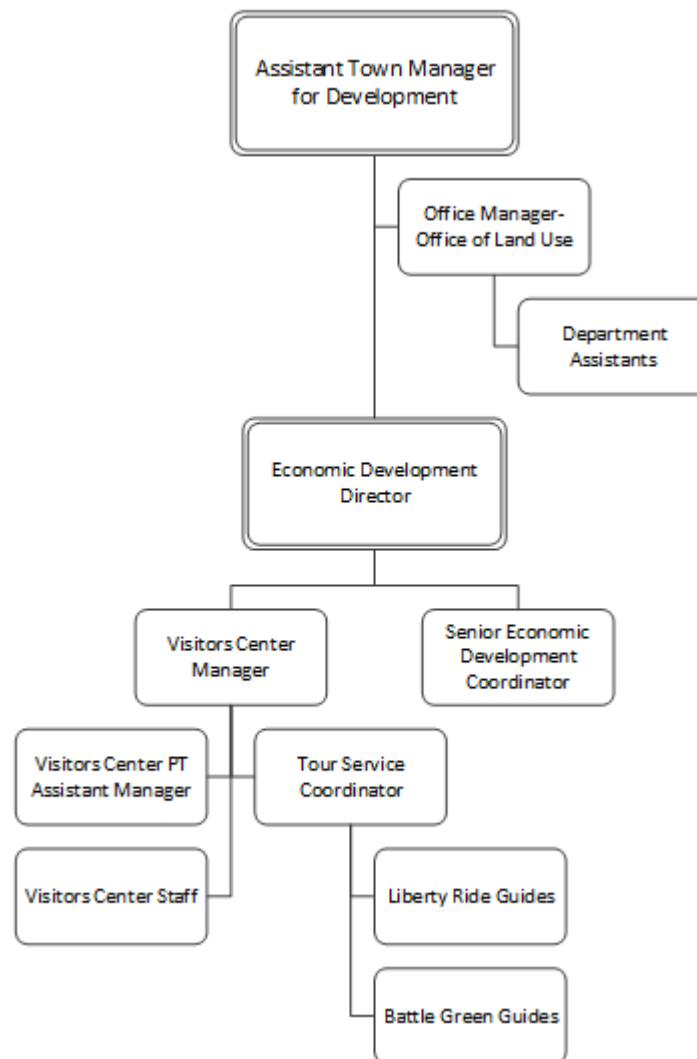 Assistant Town Manager
for Development
Office Manager-
Office of Land Use
Department
Assistants
Economic Development
Director
Visitors Center
Manager
Senior Economic
Development
Coordinator
Visitors Center PT
Assistant Manager
Tour Service
Coordinator
Visitors Center Staff
Liberty Ride Guides
Battle Green Guides